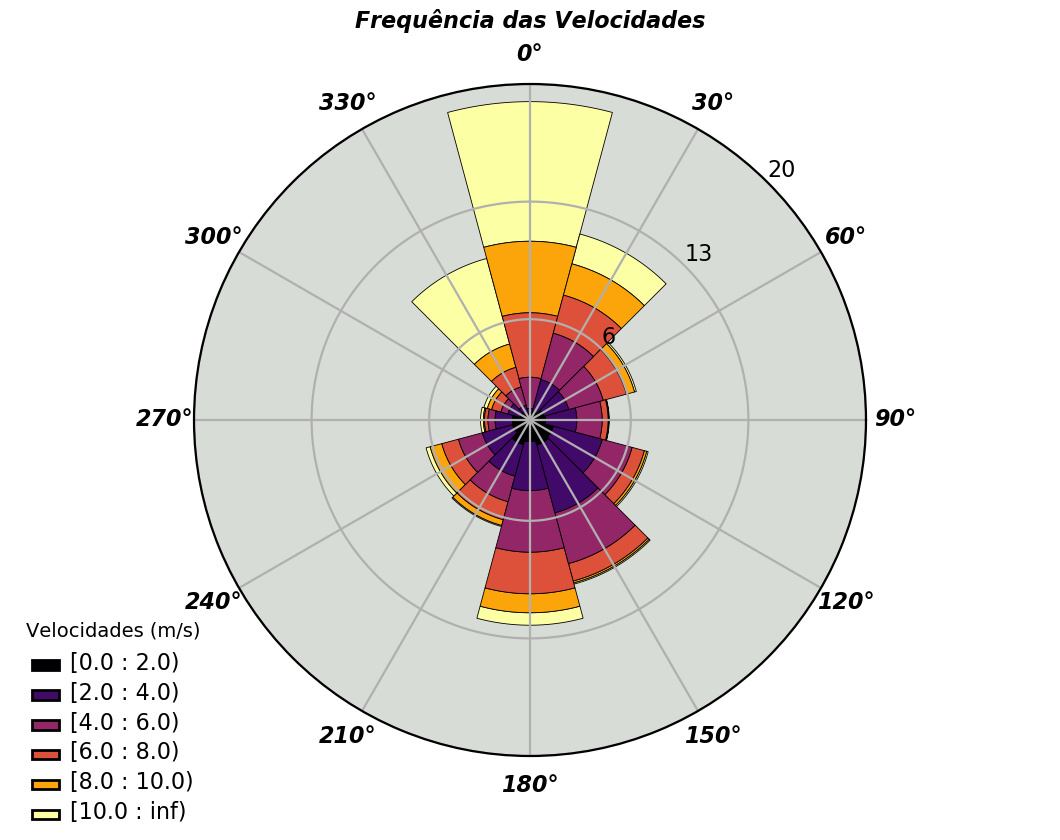 Frequência das Velocidades
0°
330°
30°
20
300°
60°
13
6
270°
90°
240°
120°
210°
150°
180°
Velocidades (m/s)
[0.0 : 2.0)
[2.0 : 4.0)
[4.0 : 6.0)
[6.0 : 8.0)
[8.0 : 10.0)
[10.0 : inf)